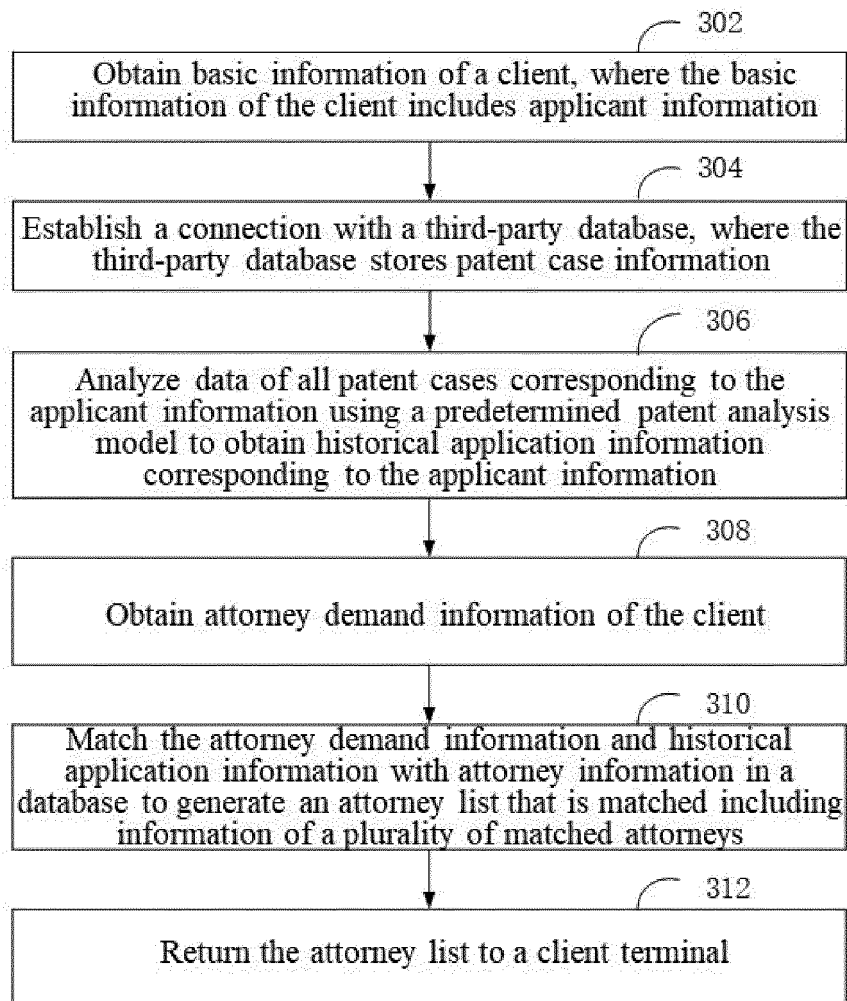 302
Obtain basic information of a client, where the basic
information of the client includes applicant information
304
Establish a connection with a third-party database, where the
third-party database stores patent case information
306
Analyze data of all patent cases corresponding to the
applicant information using a predetermined patent analysis
model to obtain historical application information
corresponding to the applicant information
308
Obtain attorney demand information of the client
310
Match the attorney demand information and historical
application information with attorney information in a
database to generate an attorney list that is matched including
information of a plurality of matched attorneys
312
Return the attorney list to a client terminal